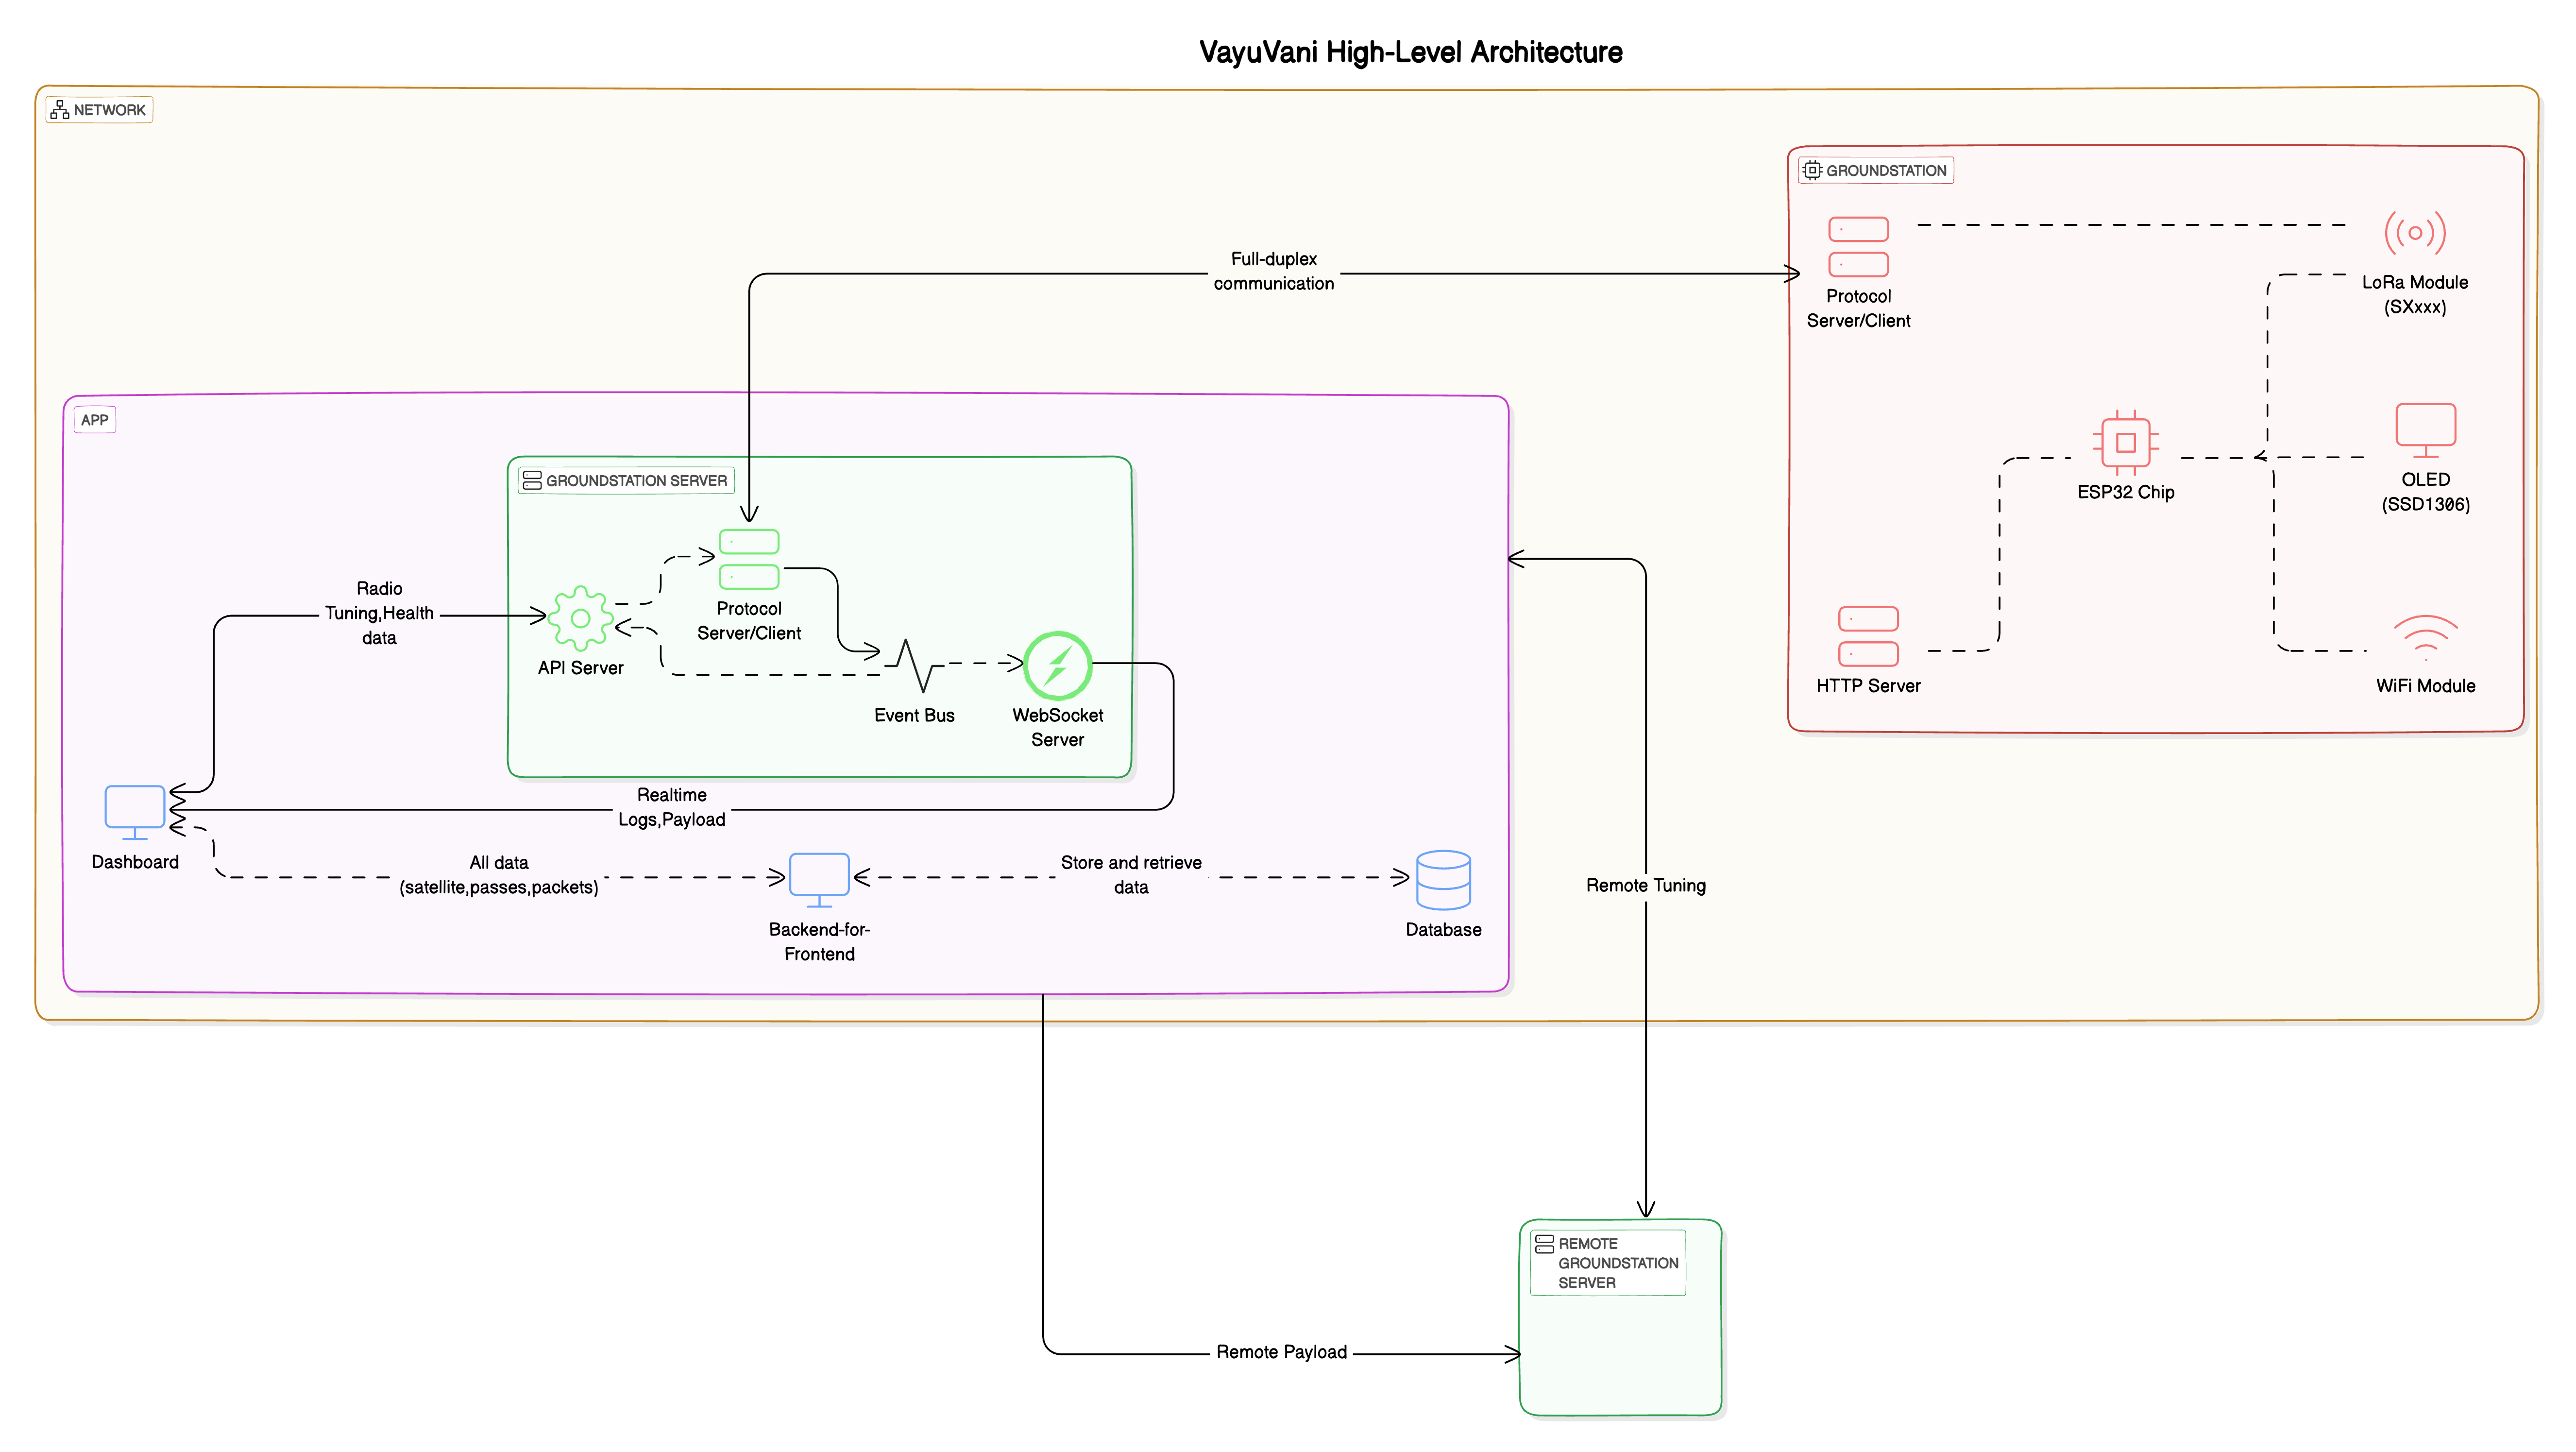 VayuVani High-Level Architecture
NETWORK
GROUNDSTATION
Protocol
Server/Client
LoRa Module
(SXxxx)
Full-duplex
communication
APP
GROUNDSTATION SERVER
ESP32 Chip
OLED
(SSD1306)
Radio
Tuning,Health
data
API Server
Protocol
Server/Client
Event Bus
WebSocket
Server
HTTP Server
WiFi Module
Realtime
Logs,Payload
Dashboard
All data
(satellite,passes,packets)
Backend-for-
Frontend
Store and retrieve
data
Database
Remote Tuning
REMOTE
GROUNDSTATION
SERVER
Remote Payload